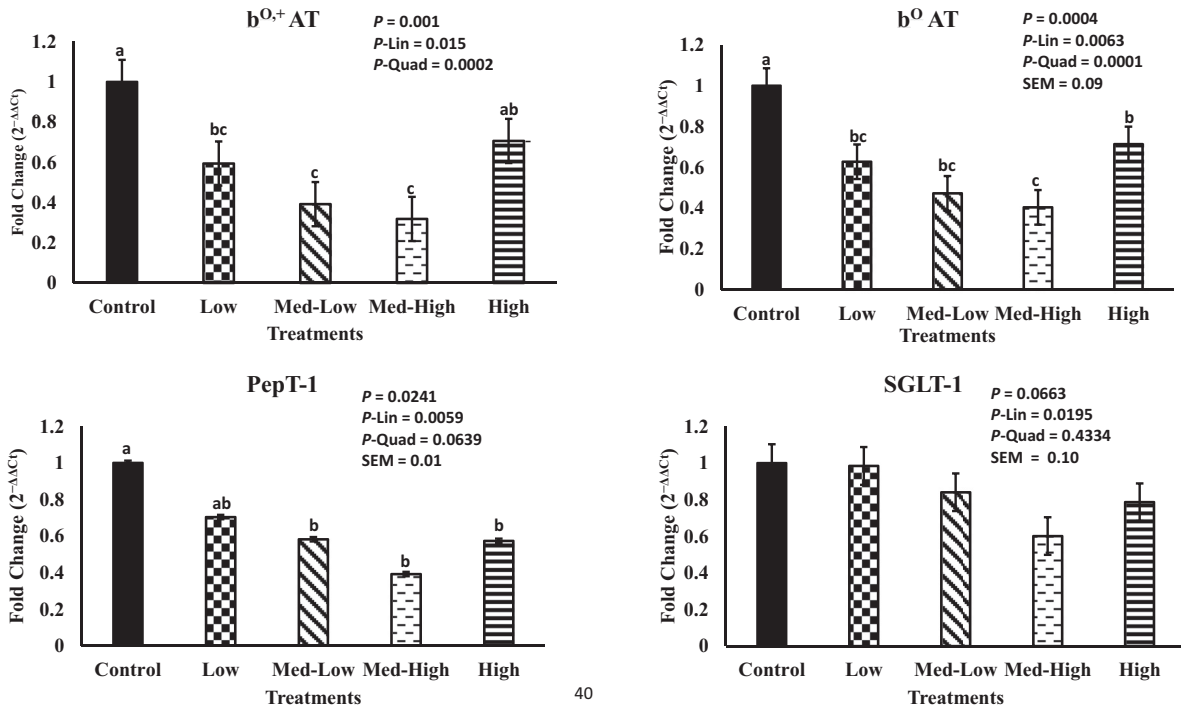 b^{O,+} AT
P = 0.001
P-Lin = 0.015
P-Quad = 0.0002
Fold Change (2^{−ΔΔCt})
1.2
1
0.8
0.6
0.4
0.2
0
a
bc
c
c
ab
Control Low Med-Low Med-High High
Treatments
b^{O} AT
P = 0.0004
P-Lin = 0.0063
P-Quad = 0.0001
SEM = 0.09
Fold Change (2^{−ΔΔCt})
1.2
1
0.8
0.6
0.4
0.2
0
a
bc
bc
c
b
Control Low Med-Low Med-High High
Treatments
PepT-1
P = 0.0241
P-Lin = 0.0059
P-Quad = 0.0639
SEM = 0.01
Fold Change (2^{−ΔΔCt})
1.2
1
0.8
0.6
0.4
0.2
0
a
ab
b
b
b
Control Low Med-Low Med-High High
Treatments
SGLT-1
P = 0.0663
P-Lin = 0.0195
P-Quad = 0.4334
SEM = 0.10
Fold Change (2^{−ΔΔCt})
1.2
1
0.8
0.6
0.4
0.2
0
Control Low Med-Low Med-High High
Treatments
40